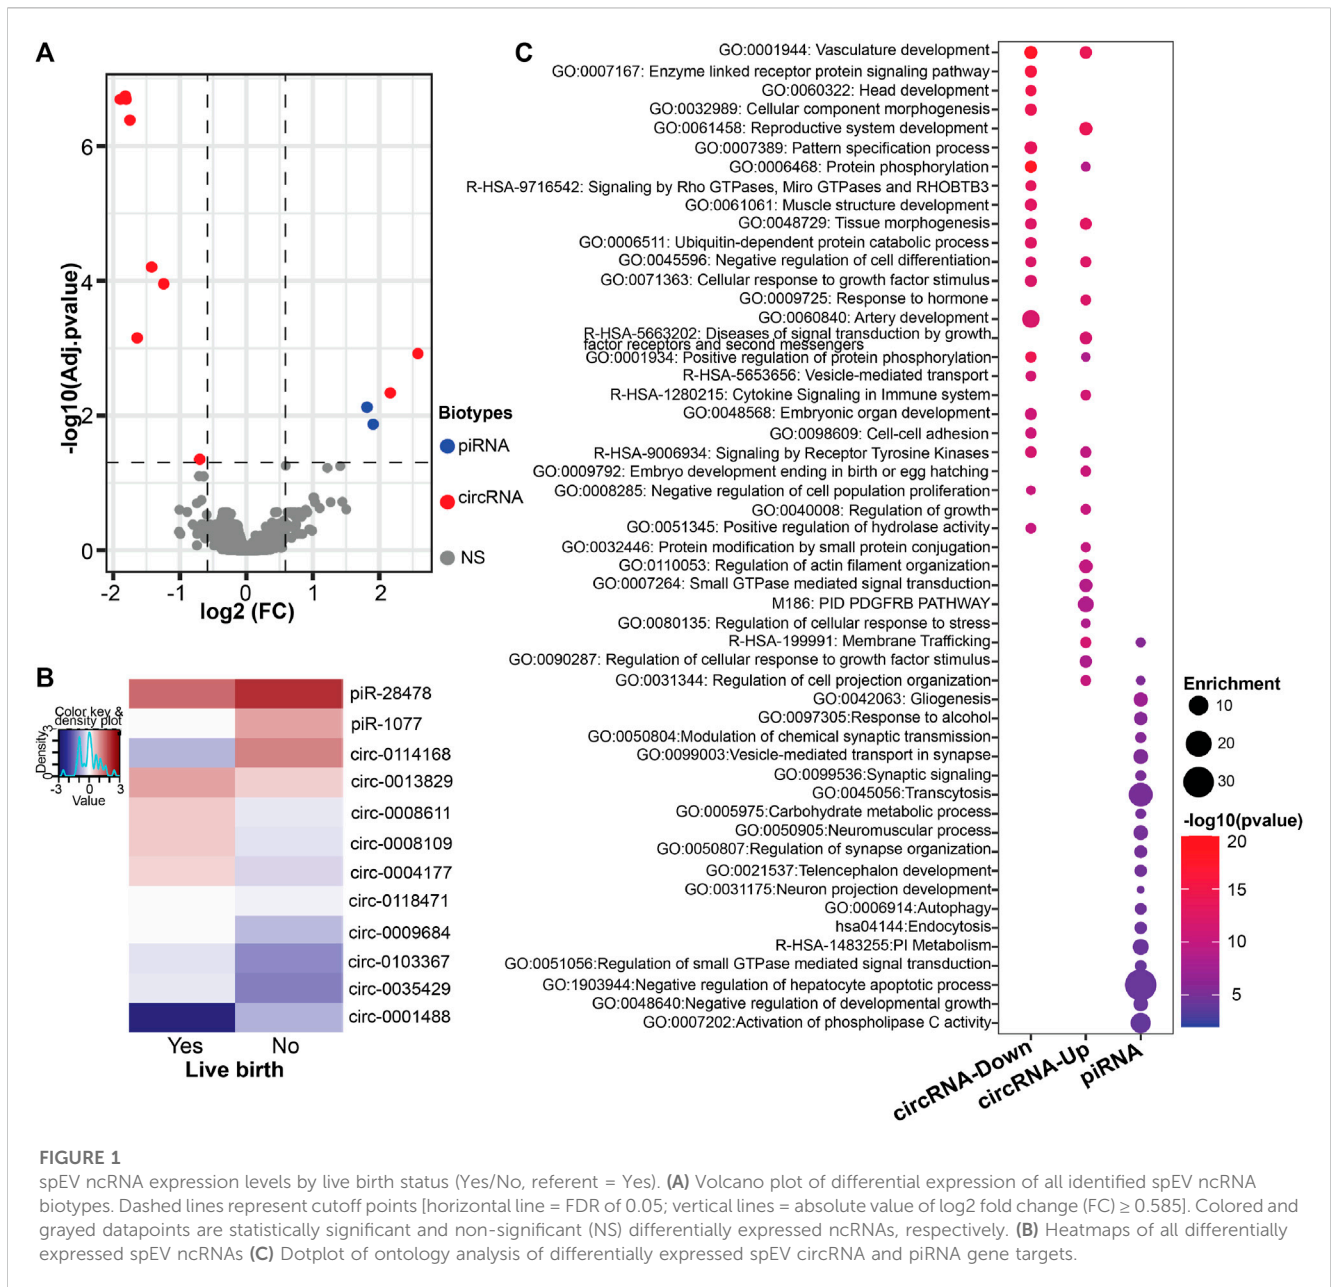 A
-log10(Adj.pvalue)
6
4
2
0
-2
-1
0
1
2
log2 (FC)
Biotypes
piRNA
circRNA
NS
B
Color key &
density plot
Density
3
0
-3
0
3
Value
piR-28478
piR-1077
circ-0114168
circ-0013829
circ-0008611
circ-0008109
circ-0004177
circ-0118471
circ-0009684
circ-0103367
circ-0035429
circ-0001488
Yes
No
Live birth
C
GO:0001944: Vasculature development
GO:0007167: Enzyme linked receptor protein signaling pathway
GO:0060322: Head development
GO:0032989: Cellular component morphogenesis
GO:0061458: Reproductive system development
GO:0007389: Pattern specification process
GO:0006468: Protein phosphorylation
R-HSA-9716542: Signaling by Rho GTPases, Miro GTPases and RHOBTB3
GO:0061061: Muscle structure development
GO:0048729: Tissue morphogenesis
GO:0006511: Ubiquitin-dependent protein catabolic process
GO:0045596: Negative regulation of cell differentiation
GO:0071363: Cellular response to growth factor stimulus
GO:0009725: Response to hormone
GO:0060840: Artery development
R-HSA-5663202: Diseases of signal transduction by growth
factor receptors and second messengers
GO:0001934: Positive regulation of protein phosphorylation
R-HSA-5653656: Vesicle-mediated transport
R-HSA-1280215: Cytokine Signaling in Immune system
GO:0048568: Embryonic organ development
GO:0098609: Cell-cell adhesion
R-HSA-9006934: Signaling by Receptor Tyrosine Kinases
GO:0009792: Embryo development ending in birth or egg hatching
GO:0008285: Negative regulation of cell population proliferation
GO:0040008: Regulation of growth
GO:0051345: Positive regulation of hydrolase activity
GO:0032446: Protein modification by small protein conjugation
GO:0110053: Regulation of actin filament organization
GO:0007264: Small GTPase mediated signal transduction
M186: PID PDGFRB PATHWAY
GO:0080135: Regulation of cellular response to stress
R-HSA-199991: Membrane Trafficking
GO:0090287: Regulation of cellular response to growth factor stimulus
GO:0031344: Regulation of cell projection organization
GO:0042063: Gliogenesis
GO:0097305:Response to alcohol
GO:0050804:Modulation of chemical synaptic transmission
GO:0099003:Vesicle-mediated transport in synapse
GO:0099536:Synaptic signaling
GO:0045056:Transcytosis
GO:0005975:Carbohydrate metabolic process
GO:0050905:Neuromuscular process
GO:0050807:Regulation of synapse organization
GO:0021537:Telencephalon development
GO:0031175:Neuron projection development
GO:0006914:Autophagy
hsa04144:Endocytosis
R-HSA-1483255:PI Metabolism
GO:0051056:Regulation of small GTPase mediated signal transduction
GO:1903944:Negative regulation of hepatocyte apoptotic process
GO:0048640:Negative regulation of developmental growth
GO:0007202:Activation of phospholipase C activity
circRNA-Down
circRNA-Up
piRNA
Enrichment
10
20
30
-log10(pvalue)
20
15
10
5
FIGURE 1
spEV ncRNA expression levels by live birth status (Yes/No, referent = Yes). (A) Volcano plot of differential expression of all identified spEV ncRNA
biotypes. Dashed lines represent cutoff points [horizontal line = FDR of 0.05; vertical lines = absolute value of log2 fold change (FC) ≥ 0.585]. Colored and
grayed datapoints are statistically significant and non-significant (NS) differentially expressed ncRNAs, respectively. (B) Heatmaps of all differentially
expressed spEV ncRNAs (C) Dotplot of ontology analysis of differentially expressed spEV circRNA and piRNA gene targets.